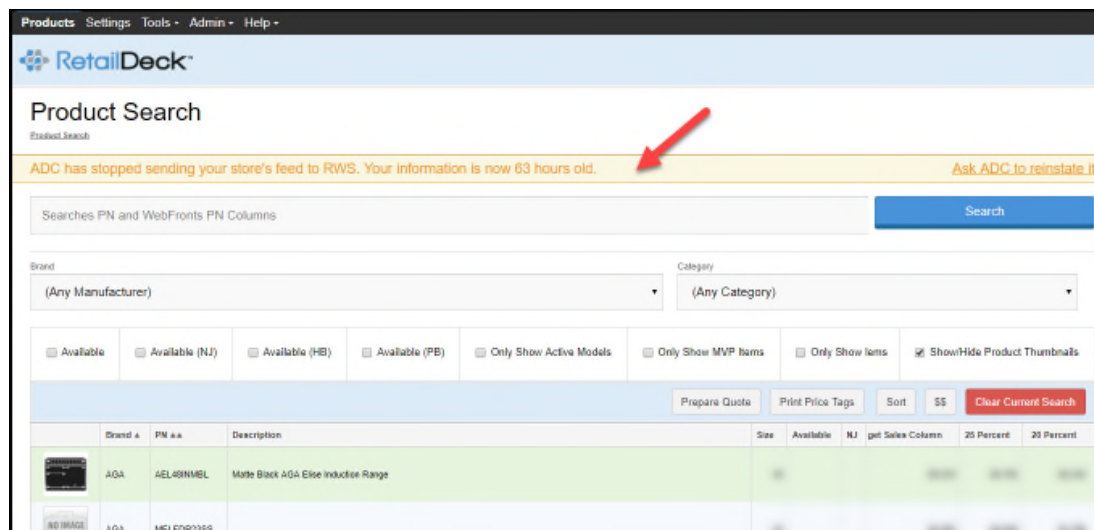 Products Settings Tools Admin Help
RetailDeck
Product Search
Product Search
ADC has stopped sending your store's feed to RWS. Your information is now 63 hours old. Ask ADC to reinstate it
Searches PN and WebFronts PN Columns Search
Brand Category
(Any Manufacturer) (Any Category)
Available Available (NJ) Available (HB) Available (PB) Only Show Active Models Only Show MVP Items Only Show Iems Show/Hide Product Thumbnails
Prepare Quote Print Price Tags Sort $$ Clear Current Search
Brand PN Description Size Available NJ get Sales Column 25 Percent 20 Percent
AGA AEL48INMBL Matte Black AGA Elise Induction Range
NO IMAGE AGA